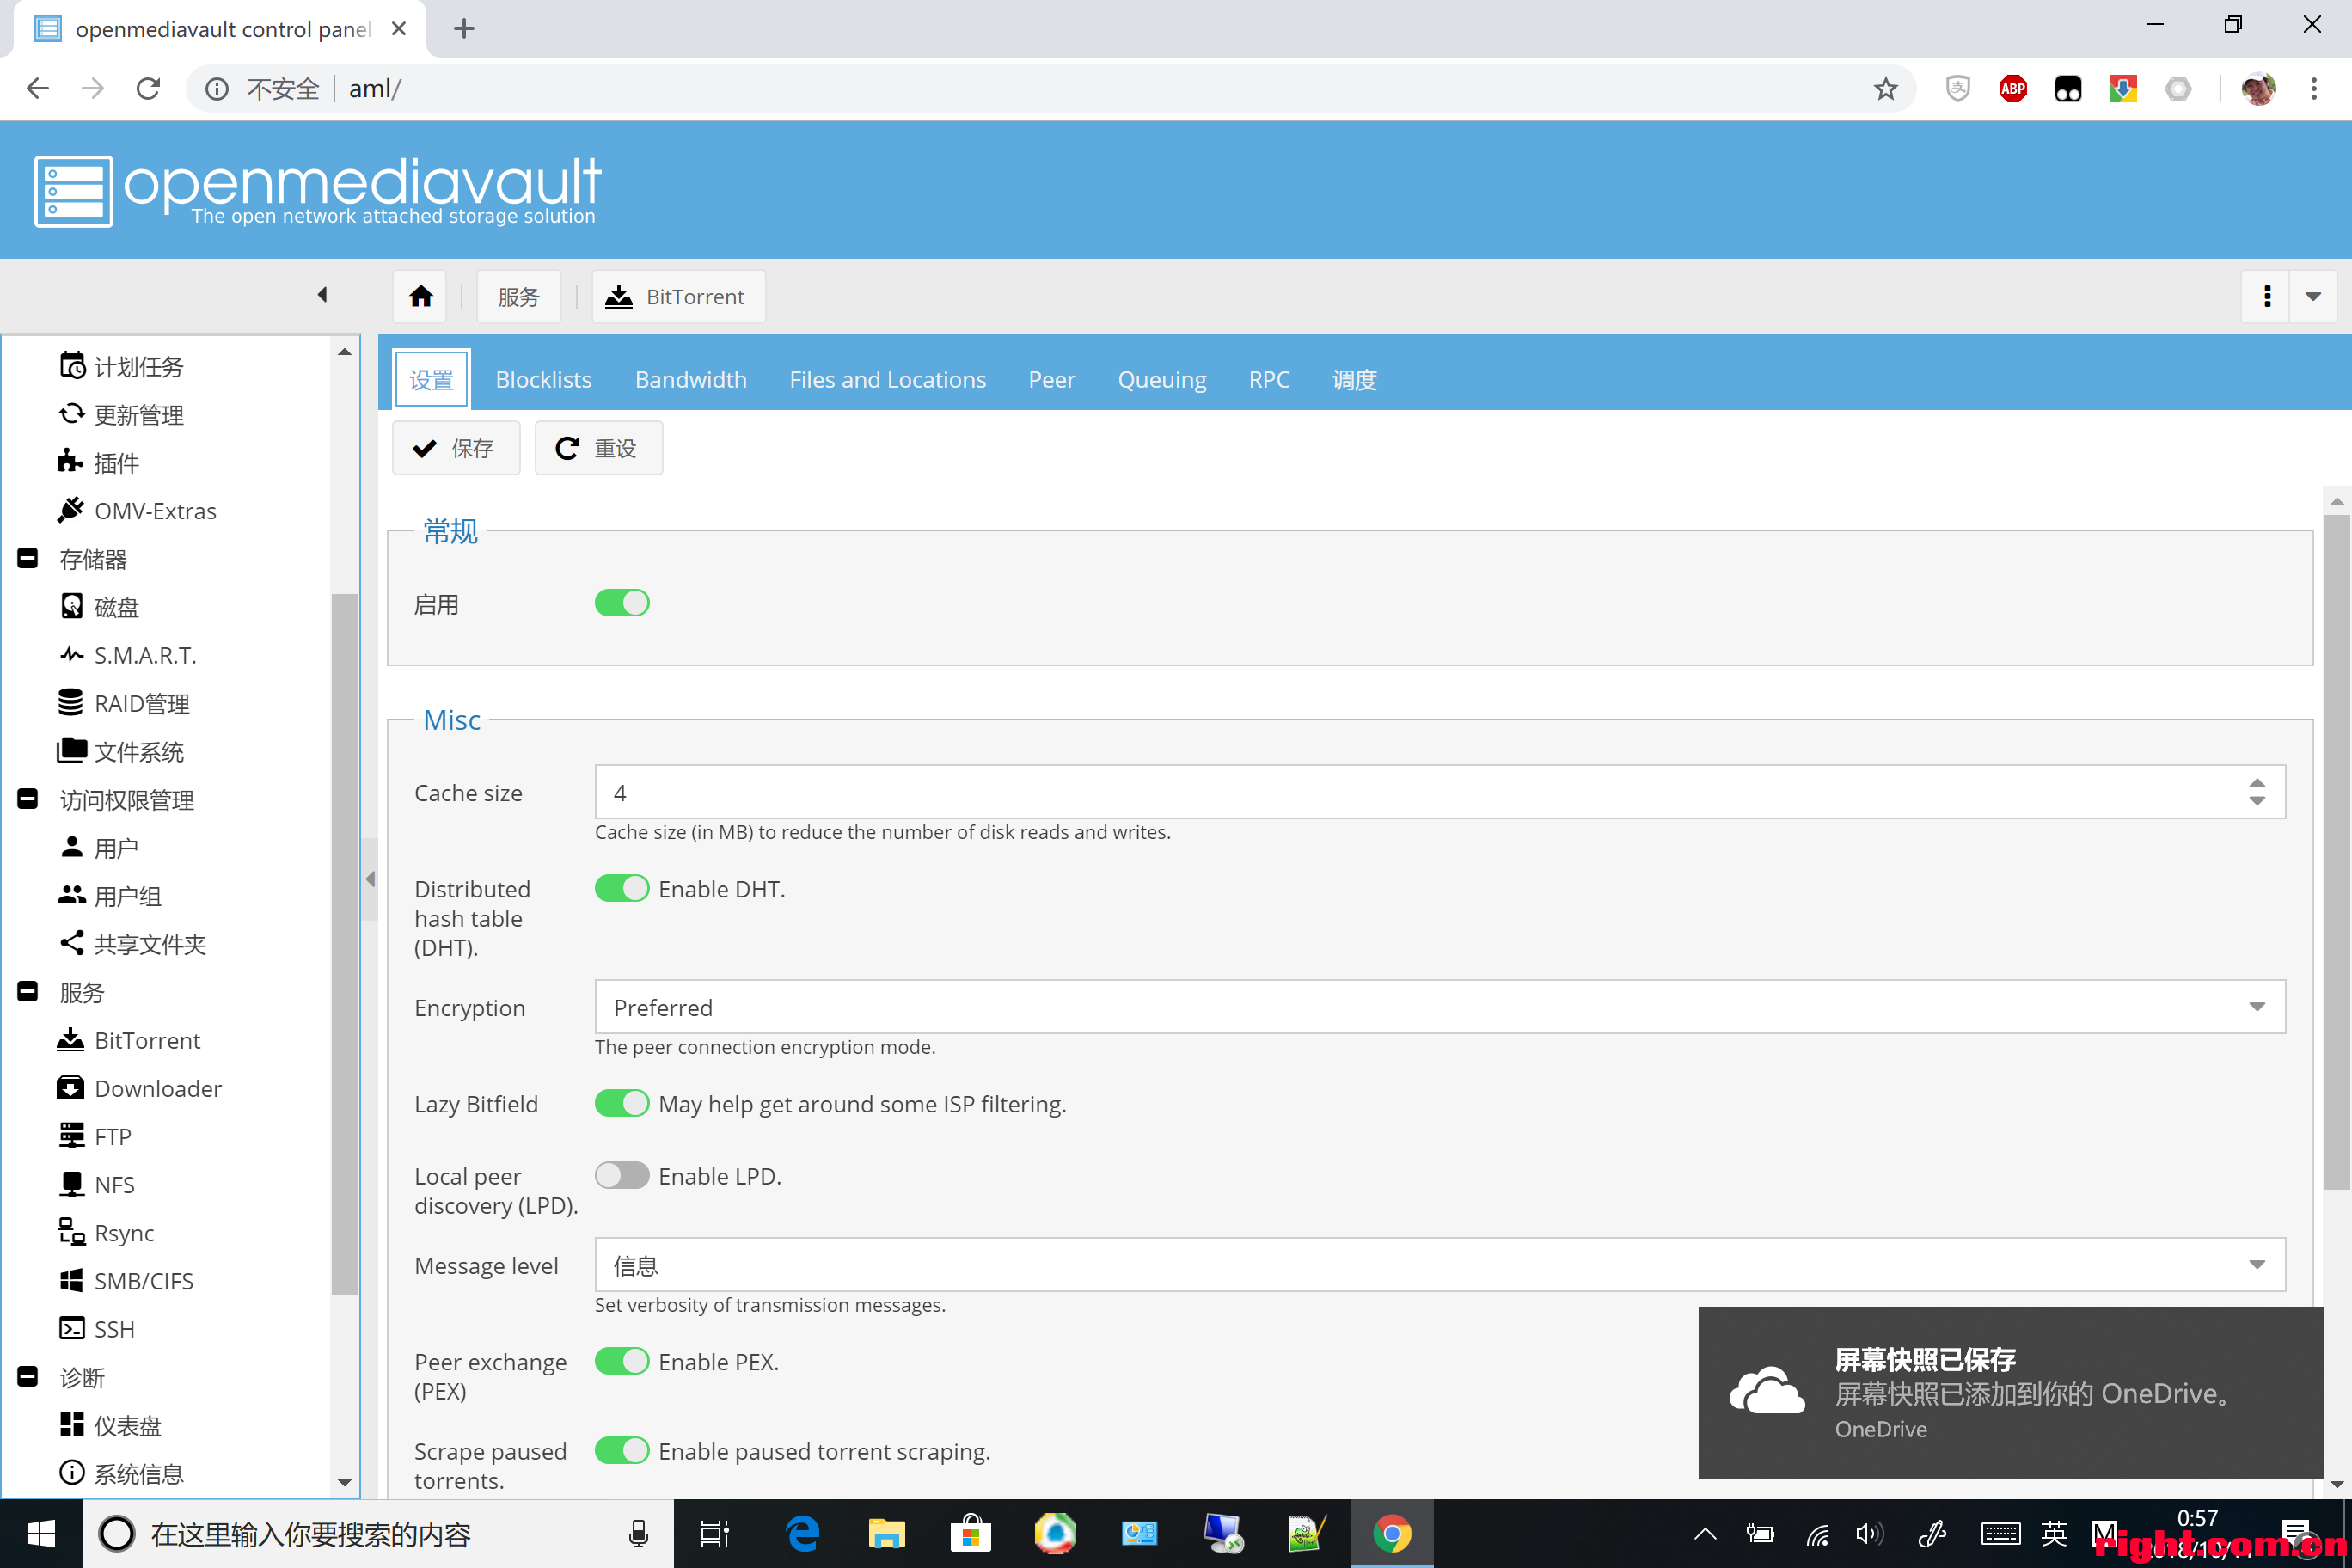 openmediavault control panel
不安全 aml/
ABP
openmediavault
The open network attached storage solution
服务 BitTorrent
计划任务
更新管理
插件
OMV-Extras
存储器
磁盘
S.M.A.R.T.
RAID管理
文件系统
访问权限管理
用户
用户组
共享文件夹
服务
BitTorrent
Downloader
FTP
NFS
Rsync
SMB/CIFS
SSH
诊断
仪表盘
系统信息
设置 Blocklists Bandwidth Files and Locations Peer Queuing RPC 调度
保存 重设
常规
启用
Misc
Cache size 4
Cache size (in MB) to reduce the number of disk reads and writes.
Distributed hash table (DHT). Enable DHT.
Encryption Preferred
The peer connection encryption mode.
Lazy Bitfield May help get around some ISP filtering.
Local peer discovery (LPD). Enable LPD.
Message level 信息
Set verbosity of transmission messages.
Peer exchange (PEX) Enable PEX.
Scrape paused torrents. Enable paused torrent scraping.
屏幕快照已保存
屏幕快照已添加到你的 OneDrive。
OneDrive
在这里输入你要搜索的内容
英 M 0:57
right.com.cn